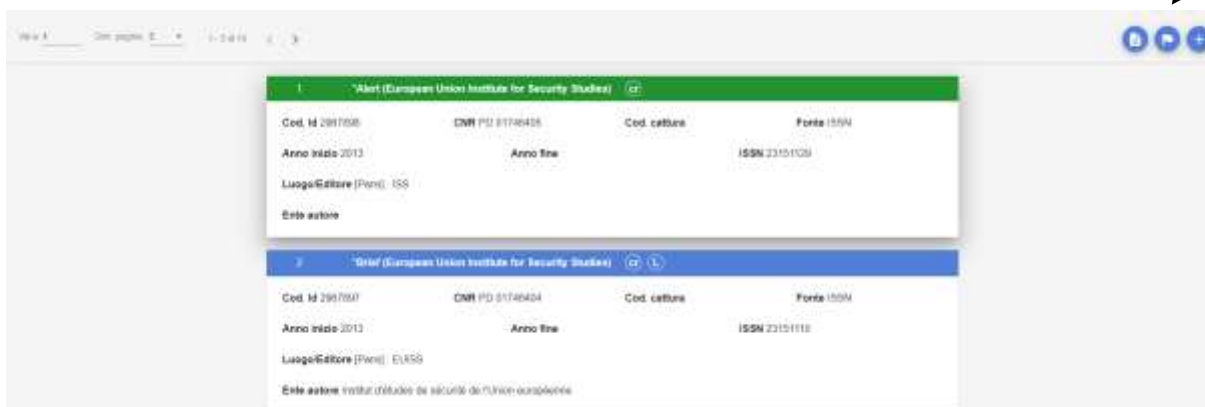 1 "Alert (European Union Institute for Security Studies) cr
Cod. Id 2987898 CNR PD 01746405 Cod. cattura Fonte ISSN
Anno inizio 2013 Anno fine ISSN 23151129
Luogo/Editore [Paris] : ISS
Ente autore
2 "Brief (European Union Institute for Security Studies) cr L
Cod. Id 2987897 CNR PD 01746404 Cod. cattura Fonte ISSN
Anno inizio 2013 Anno fine ISSN 23151110
Luogo/Editore [Paris] : EUISS
Ente autore Institut d'études de sécurité de l'Union européenne